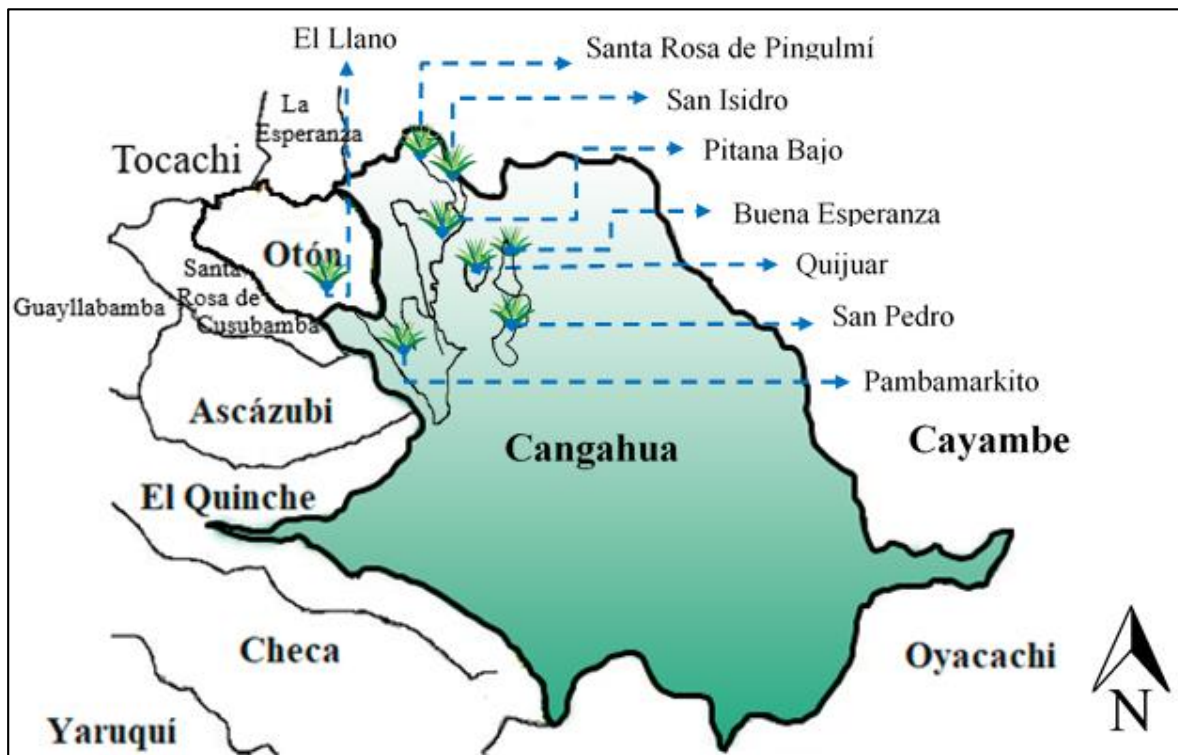 El Llano
Santa Rosa de Pingulmí
San Isidro
La
Esperanza
Pitana Bajo
Tocachi
Buena Esperanza
Otón
Quijuar
Santa
Rosa de
Guayllabamba
Cusubamba
San Pedro
Pambamarkito
Ascázubi
Cangahua
Cayambe
El Quinche
Checa
Oyacachi
N
Yaruquí